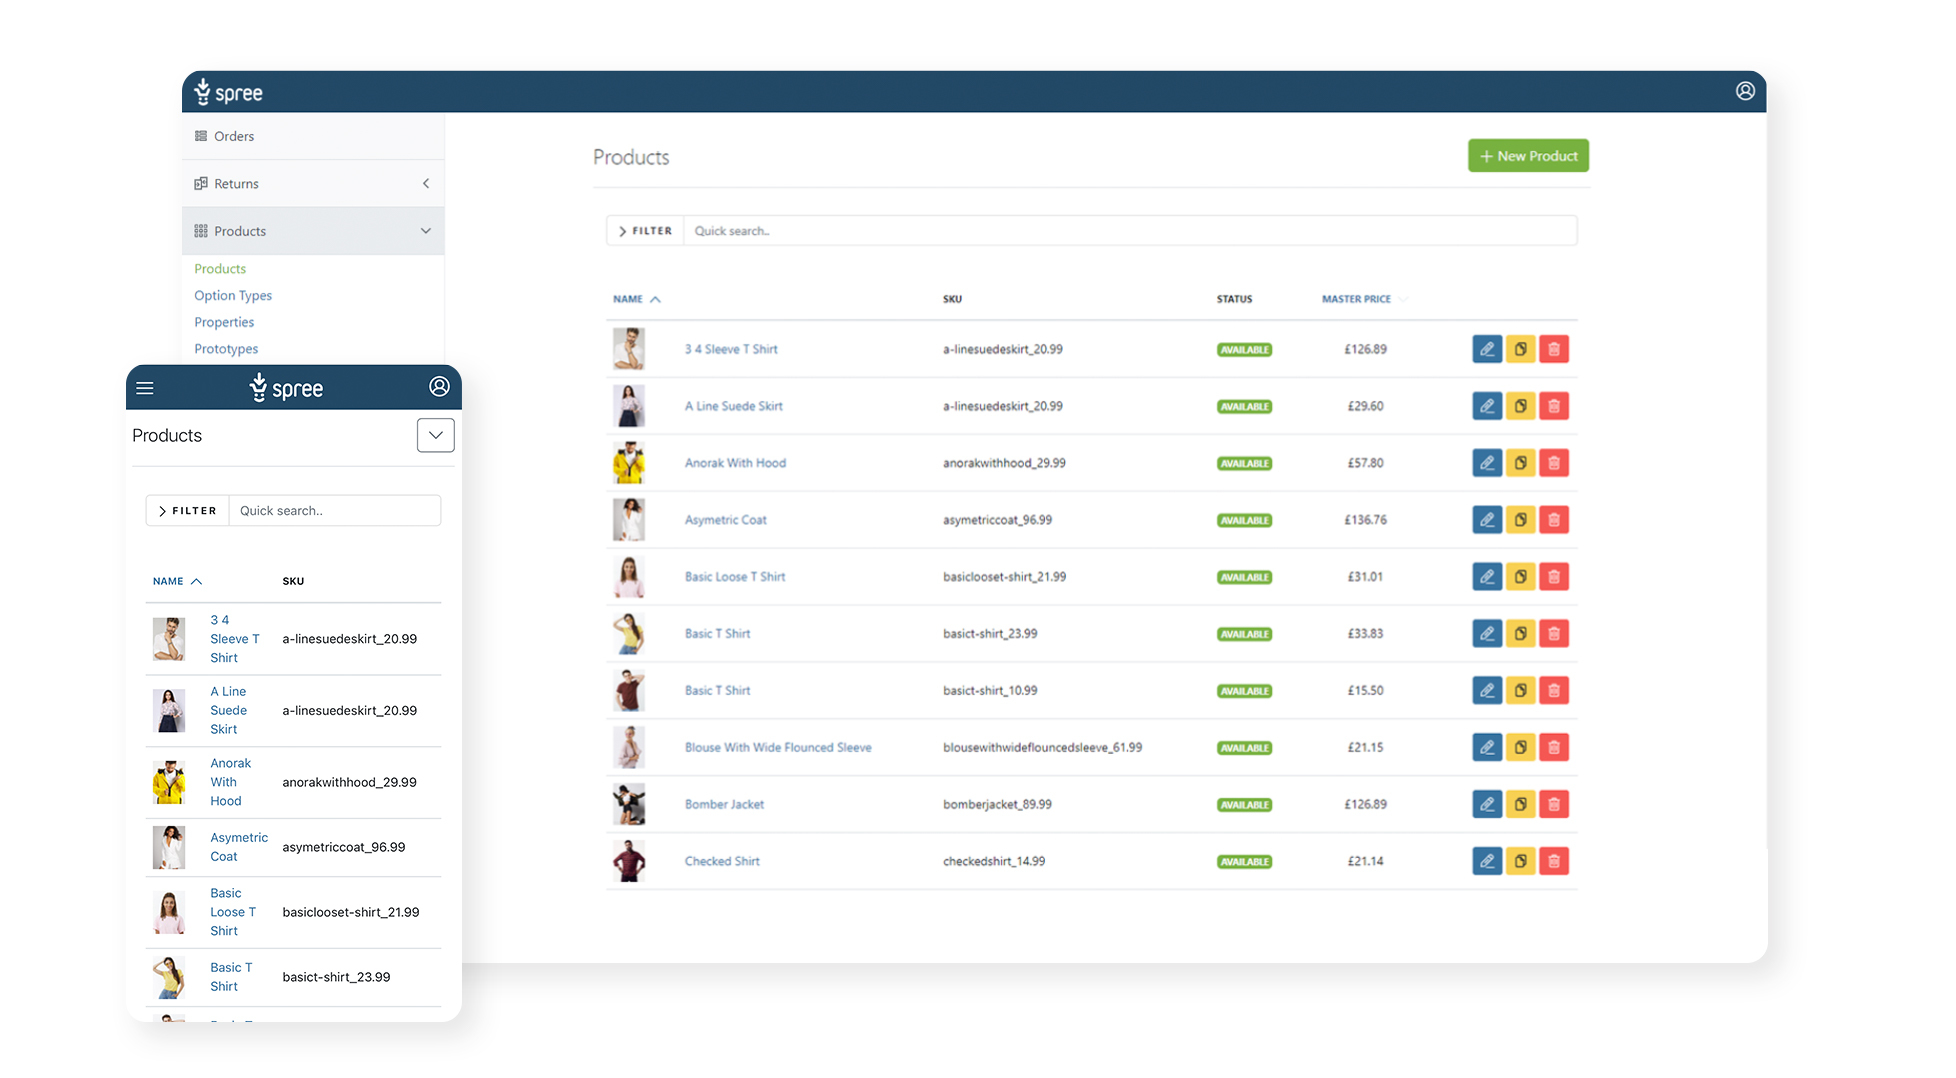 spree
Orders
Returns
Products
Products
Option Types
Properties
Prototypes
Products
+ New Product
FILTER Quick search..
NAME SKU STATUS MASTER PRICE
3 4 Sleeve T Shirt a-linesuedeskirt_20.99 AVAILABLE £126.89
A Line Suede Skirt a-linesuedeskirt_20.99 AVAILABLE £29.60
Anorak With Hood anorakwithhood_29.99 AVAILABLE £57.80
Asymetric Coat asymetriccoat_96.99 AVAILABLE £136.76
Basic Loose T Shirt basiclooset-shirt_21.99 AVAILABLE £31.01
Basic T Shirt basict-shirt_23.99 AVAILABLE £33.83
Basic T Shirt basict-shirt_10.99 AVAILABLE £15.50
Blouse With Wide Flounced Sleeve blousewithwideflouncedsleeve_61.99 AVAILABLE £21.15
Bomber Jacket bomberjacket_89.99 AVAILABLE £126.89
Checked Shirt checkedshirt_14.99 AVAILABLE £21.14
spree
Products
FILTER Quick search..
NAME SKU
3 4
Sleeve T
Shirt
a-linesuedeskirt_20.99
A Line
Suede
Skirt
a-linesuedeskirt_20.99
Anorak
With
Hood
anorakwithhood_29.99
Asymetric
Coat
asymetriccoat_96.99
Basic
Loose T
Shirt
basiclooset-shirt_21.99
Basic T
Shirt
basict-shirt_23.99